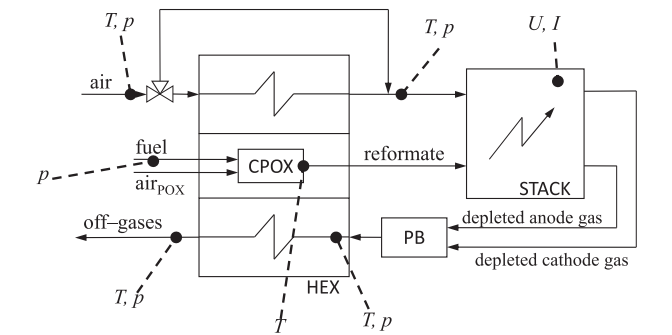 T, p
T, p
U, I
air
fuel
CPOX
reformate
p
air_POX
STACK
off–gases
depleted anode gas
PB
depleted cathode gas
HEX
T, p
T
T, p